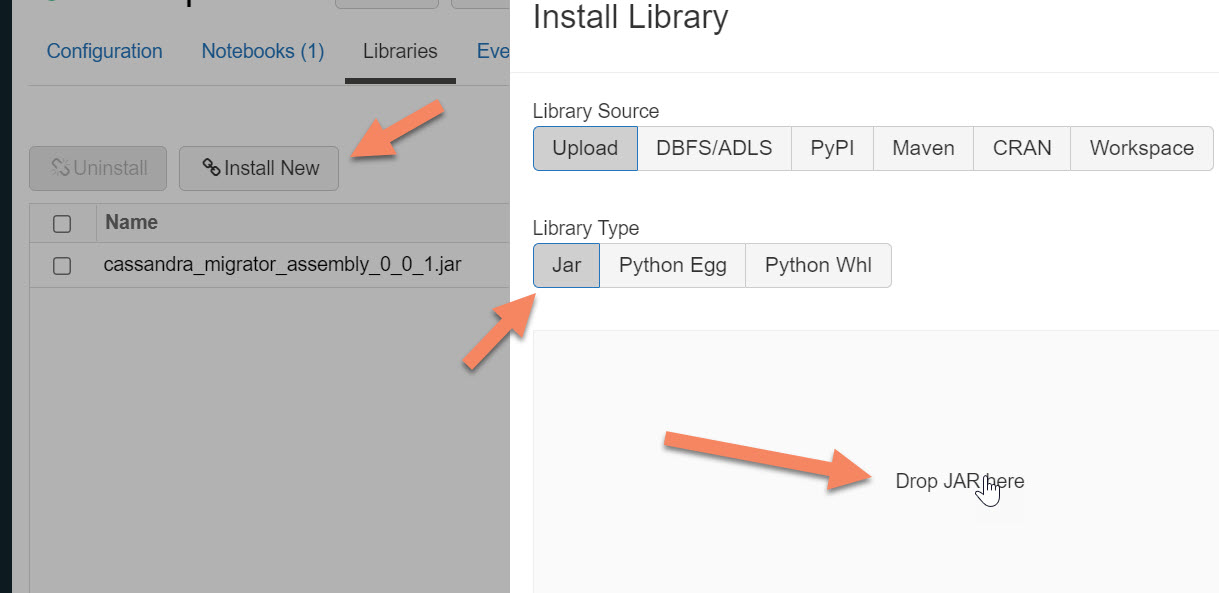 Install Library
Configuration Notebooks (1) Libraries Eve
Library Source
Upload DBFS/ADLS PyPI Maven CRAN Workspace
Uninstall Install New
Name
Library Type
cassandra_migrator_assembly_0_0_1.jar
Jar Python Egg Python Whl
Drop JAR here